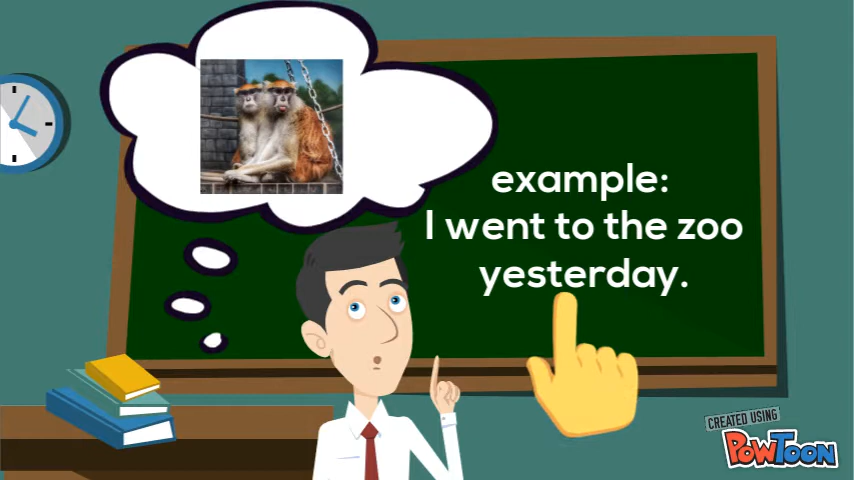 example:
I went to the zoo
yesterday.
CREATED USING
POWTOON